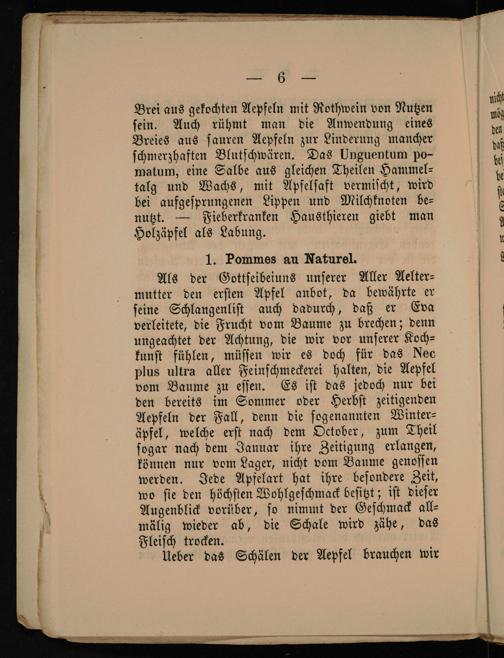 — 6 —
Brei aus gekochten Aepfeln mit Rothwein von Nutzen
sein. Auch rühmt man die Anwendung eines
Breies aus sauren Aepfeln zur Linderung mancher
schmerzhaften Blutschwären. Das Unguentum po-
matum, eine Salbe aus gleichen Theilen Hammel-
talg und Wachs, mit Apfelsaft vermischt, wird
bei aufgesprungenen Lippen und Milchknoten be-
nutzt. — Fieberkranken Hausthieren giebt man
Holzäpfel als Labung.
1. Pommes au Naturel.
Als der Gottseibeiuns unserer Aller Aelter-
mutter den ersten Apfel anbot, da bewährte er
seine Schlangenlist auch dadurch, daß er Eva
verleitete, die Frucht vom Baume zu brechen; denn
ungeachtet der Achtung, die wir vor unserer Koch-
kunst fühlen, müssen wir es doch für das Nec
plus ultra aller Feinschmeckerei halten, die Aepfel
vom Baume zu essen. Es ist das jedoch nur bei
den bereits im Sommer oder Herbst zeitigenden
Aepfeln der Fall, denn die sogenannten Winter-
äpfel, welche erst nach dem October, zum Theil
sogar nach dem Januar ihre Zeitigung erlangen,
können nur vom Lager, nicht vom Baume genossen
werden. Jede Apfelart hat ihre besondere Zeit,
wo sie den höchsten Wohlgeschmack besitzt; ist dieser
Augenblick vorüber, so nimmt der Geschmack all-
mälig wieder ab, die Schale wird zähe, das
Fleisch trocken.
Ueber das Schälen der Aepfel brauchen wir